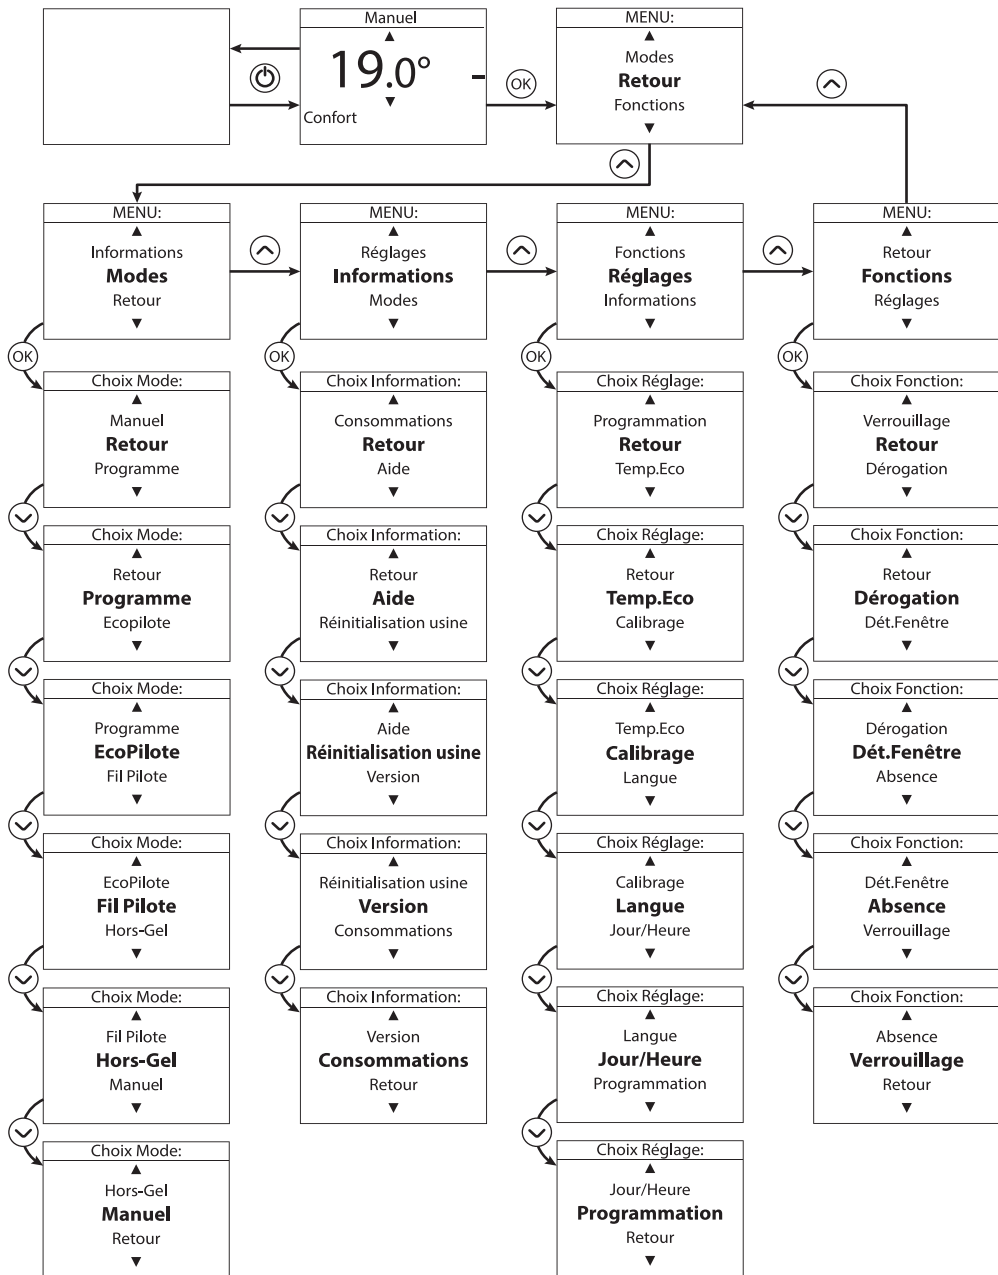 Manuel
19.0°
Confort
OK
MENU:
Modes
Retour
Fonctions
MENU:
Informations
Modes
Retour
MENU:
Réglages
Informations
Modes
MENU:
Fonctions
Réglages
Informations
MENU:
Retour
Fonctions
Réglages
OK
OK
OK
OK
Choix Mode:
Manuel
Retour
Programme
Choix Information:
Consommations
Retour
Aide
Choix Réglage:
Programmation
Retour
Temp.Eco
Choix Fonction:
Verrouillage
Retour
Dérogation
Choix Mode:
Retour
Programme
Ecopilote
Choix Information:
Retour
Aide
Réinitialisation usine
Choix Réglage:
Retour
Temp.Eco
Calibrage
Choix Fonction:
Retour
Dérogation
Dét.Fenêtre
Choix Mode:
Programme
EcoPilote
Fil Pilote
Choix Information:
Aide
Réinitialisation usine
Version
Choix Réglage:
Temp.Eco
Calibrage
Langue
Choix Fonction:
Dérogation
Dét.Fenêtre
Absence
Choix Mode:
EcoPilote
Fil Pilote
Hors-Gel
Choix Information:
Réinitialisation usine
Version
Consommations
Choix Réglage:
Calibrage
Langue
Jour/Heure
Choix Fonction:
Dét.Fenêtre
Absence
Verrouillage
Choix Mode:
Fil Pilote
Hors-Gel
Manuel
Choix Information:
Version
Consommations
Retour
Choix Réglage:
Langue
Jour/Heure
Programmation
Choix Fonction:
Absence
Verrouillage
Retour
Choix Mode:
Hors-Gel
Manuel
Retour
Choix Réglage:
Jour/Heure
Programmation
Retour